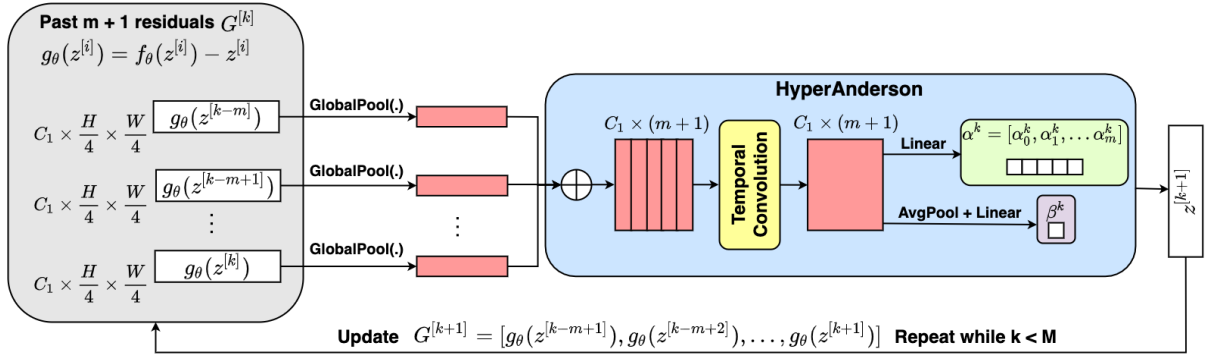 Past m + 1 residuals G^{[k]}
g_θ(z^{[i]}) = f_θ(z^{[i]}) − z^{[i]}
C_1 × H/4 × W/4
g_θ(z^{[k-m]})
GlobalPool(.)
C_1 × H/4 × W/4
g_θ(z^{[k-m+1]})
GlobalPool(.)
⋮
⋮
C_1 × H/4 × W/4
g_θ(z^{[k]})
GlobalPool(.)
HyperAnderson
C_1 × (m + 1)
Temporal
Convolution
C_1 × (m + 1)
Linear
α^k = [α_0^k, α_1^k, … α_m^k]
AvgPool + Linear
β^k
z^{[k+1]}
Update G^{[k+1]} = [g_θ(z^{[k-m+1]}), g_θ(z^{[k-m+2]}), …, g_θ(z^{[k+1]})] Repeat while k < M